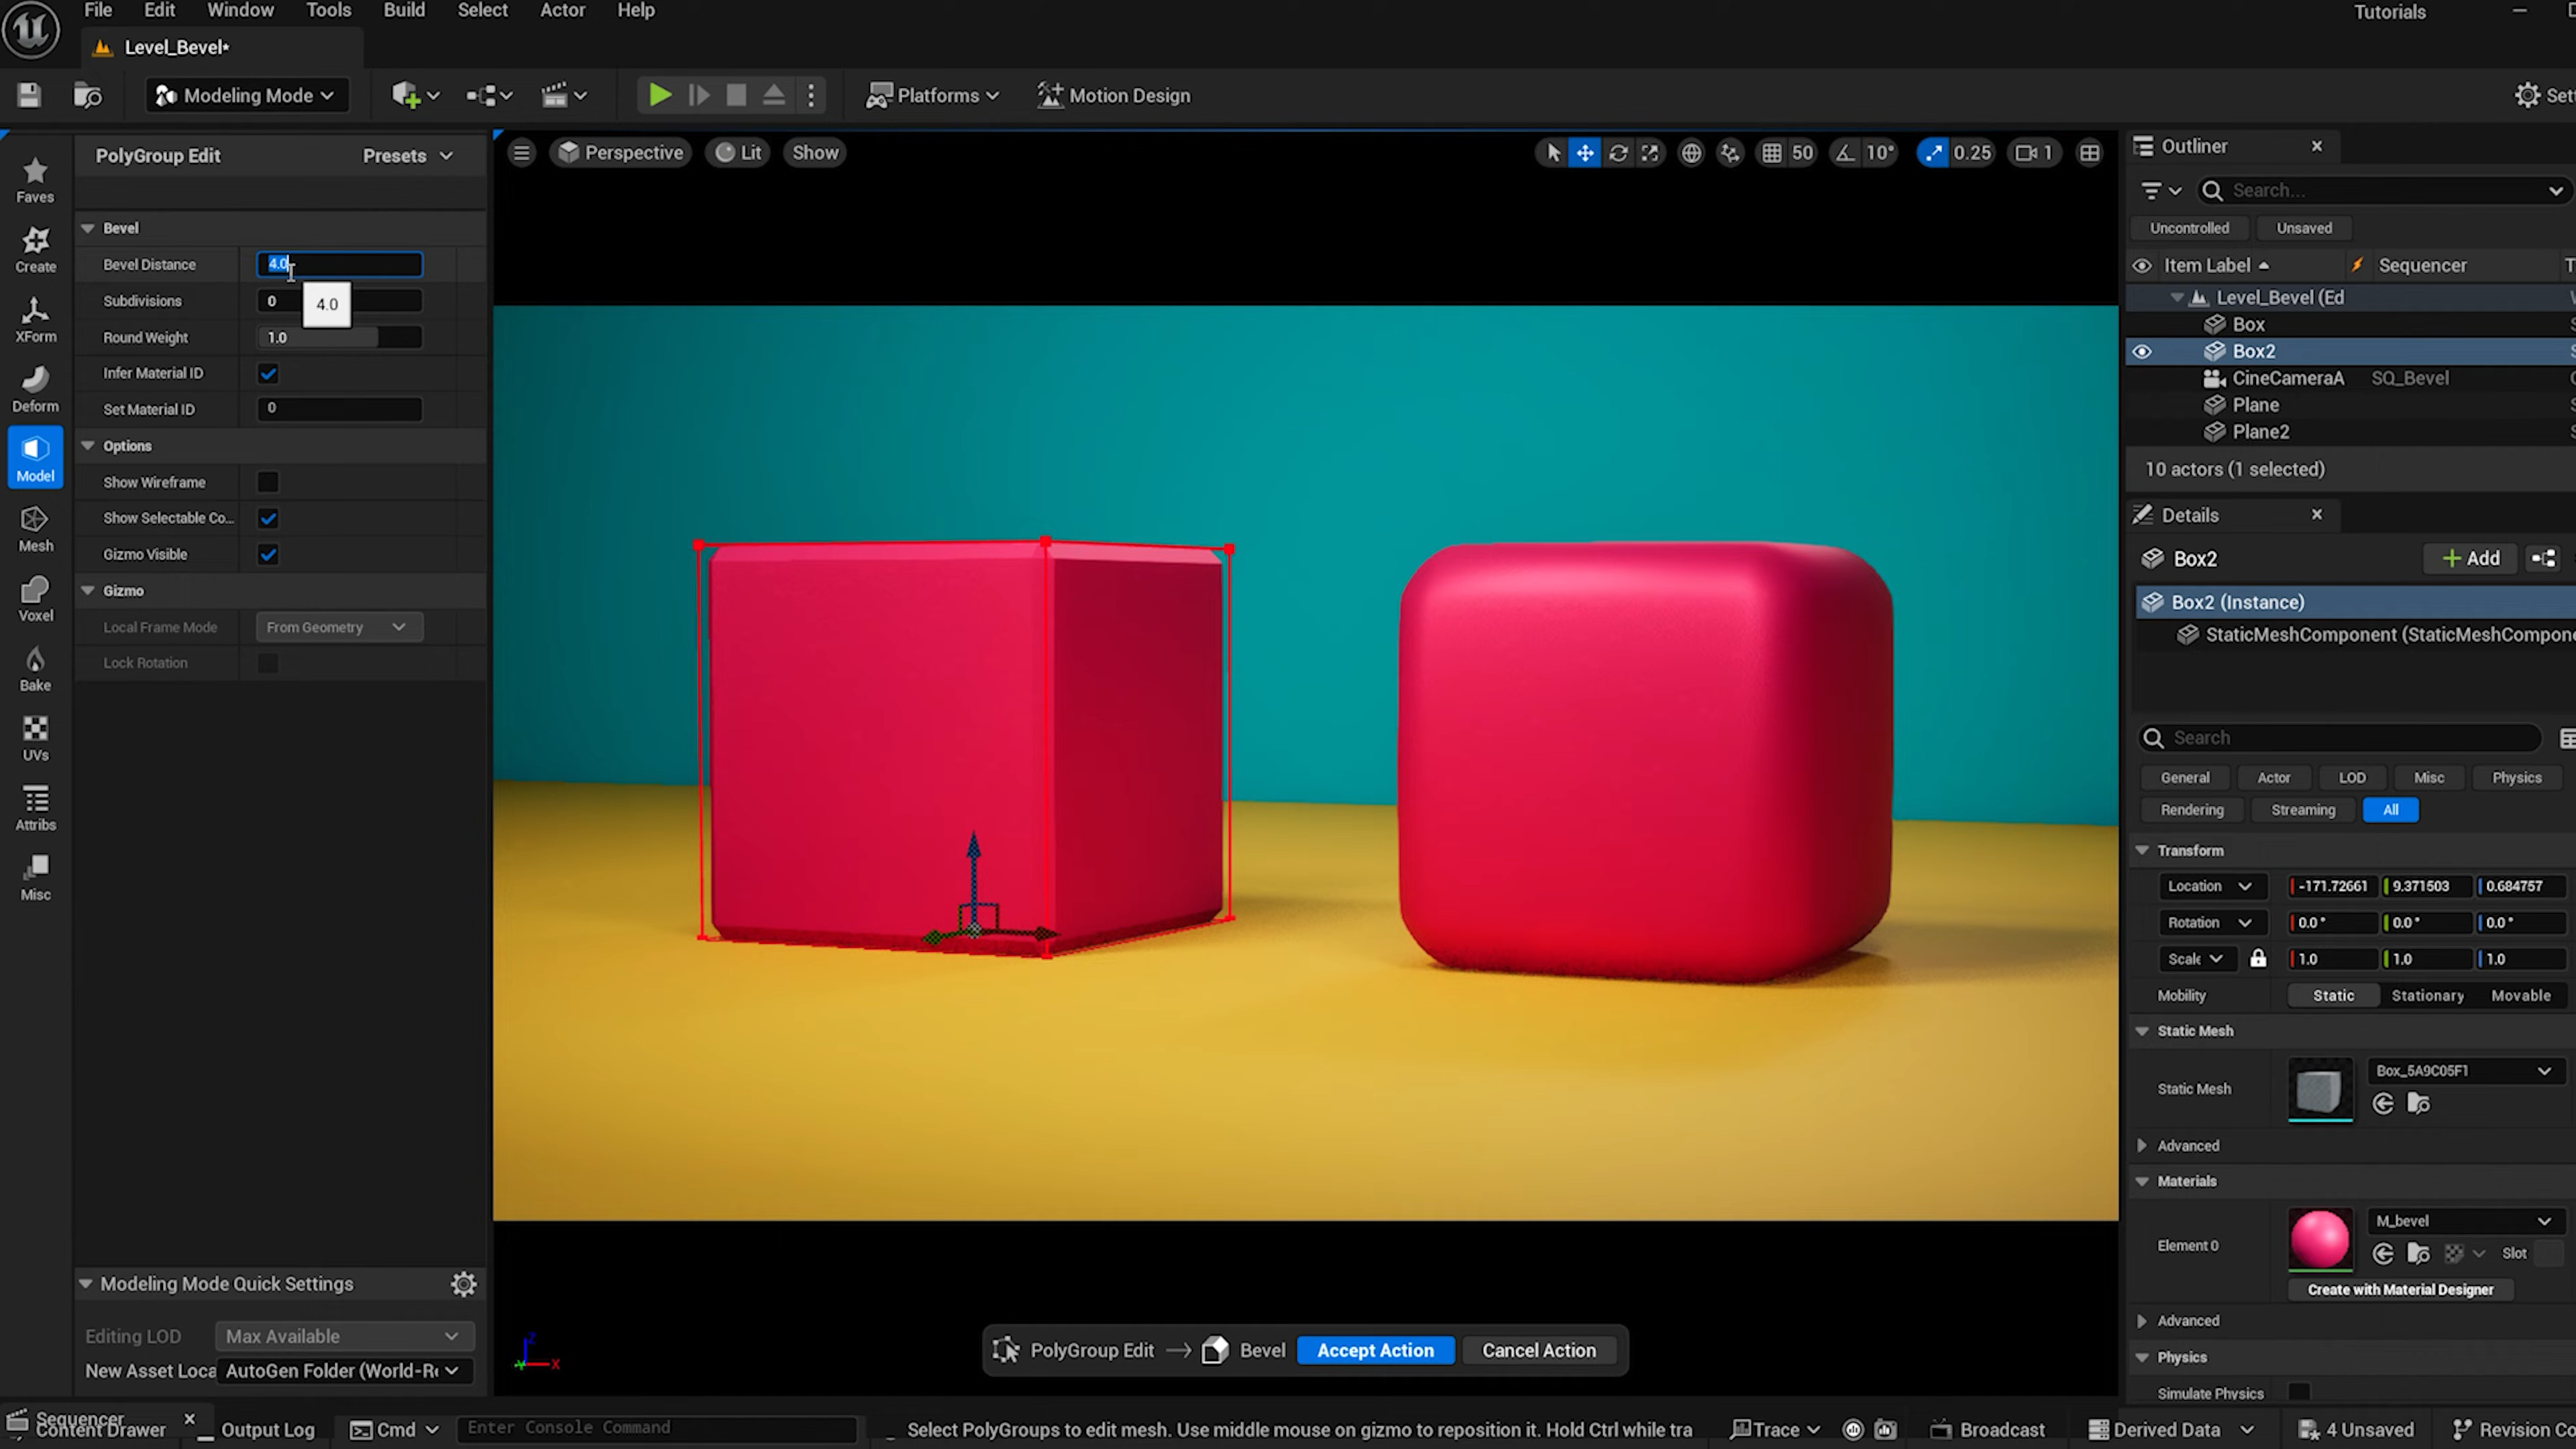 File Edit Window Tools Build Select Actor Help Tutorials
Level_Bevel*
Modeling Mode Platforms Motion Design Sett
PolyGroup Edit Presets
Perspective Lit Show 50 10° 0.25 1
Outliner
Search...
Uncontrolled Unsaved
Item Label Sequencer
Level_Bevel (Ed
Box
Box2
CineCameraA SQ_Bevel
Plane
Plane2
10 actors (1 selected)
Faves
Create
XForm
Deform
Model
Mesh
Voxel
Bake
UVs
Attribs
Misc
Bevel
Bevel Distance 4.0
Subdivisions 0
4.0
Round Weight 1.0
Infer Material ID
Set Material ID 0
Options
Show Wireframe
Show Selectable Co...
Gizmo Visible
Gizmo
Local Frame Mode From Geometry
Lock Rotation
Modeling Mode Quick Settings
Editing LOD Max Available
New Asset Loca AutoGen Folder (World-Re
PolyGroup Edit Bevel Accept Action Cancel Action
Z
Y X
Details
Box2 Add
Box2 (Instance)
StaticMeshComponent (StaticMeshCompone
Search
General Actor LOD Misc Physics
Rendering Streaming All
Transform
Location -171.72661 9.371503 0.684757
Rotation 0.0° 0.0° 0.0°
Scale 1.0 1.0 1.0
Mobility Static Stationary Movable
Static Mesh
Static Mesh Box_5A9C05F1
Advanced
Materials
Element 0 M_bevel
Slot
Create with Material Designer
Advanced
Physics
Simulate Physics
Sequencer
Content Drawer Output Log Cmd Enter Console Command Select PolyGroups to edit mesh. Use middle mouse on gizmo to reposition it. Hold Ctrl while tra Trace Broadcast Derived Data 4 Unsaved Revision Co